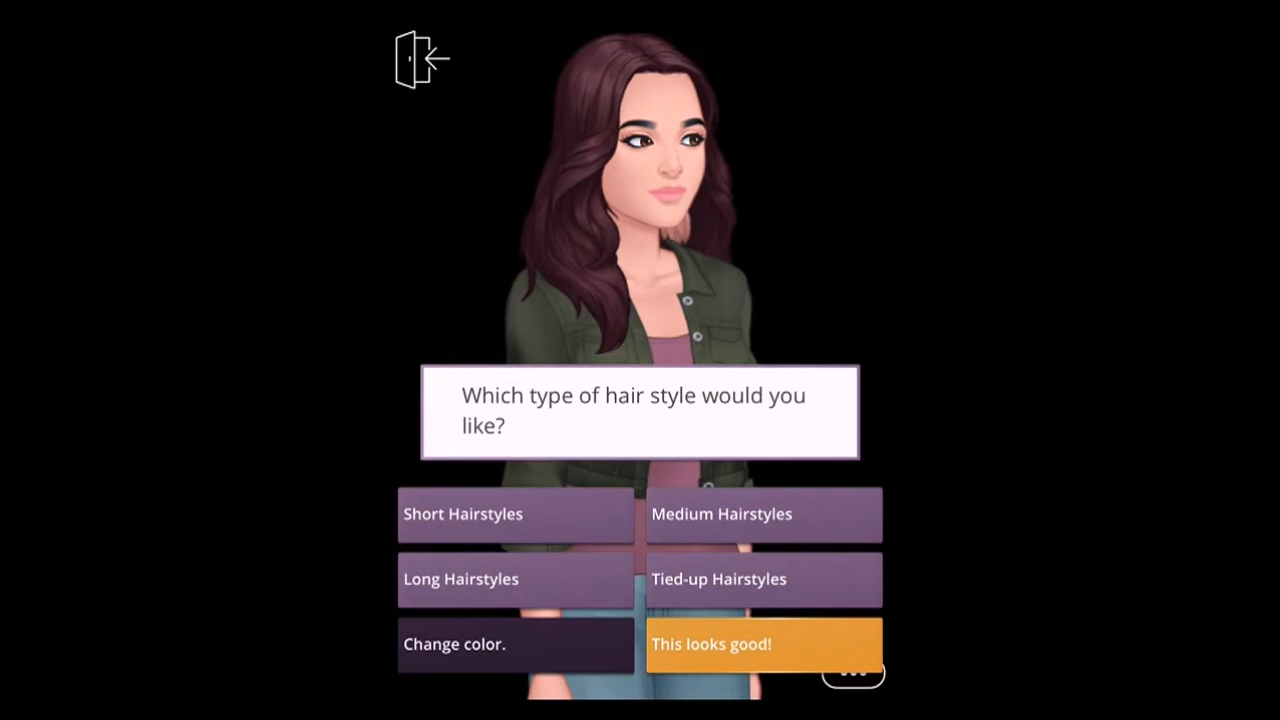 Which type of hair style would you
like?
Short Hairstyles
Medium Hairstyles
Long Hairstyles
Tied-up Hairstyles
Change color.
This looks good!